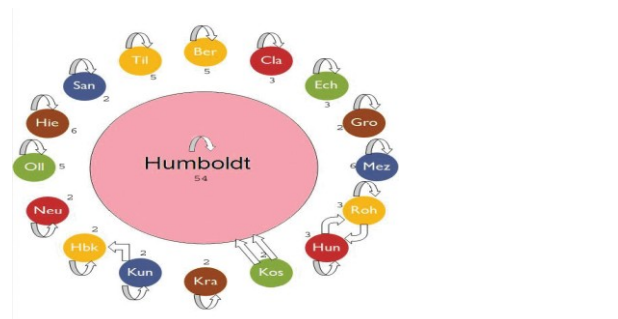 Ber
5
Til
5
Cla
3
San
2
Ech
3
Hie
6
Gro
2
Humboldt
54
Oll
5
Mez
6
Neu
2
Roh
3
Hbk
2
Hun
3
Kun
2
Kra
2
Kos
2